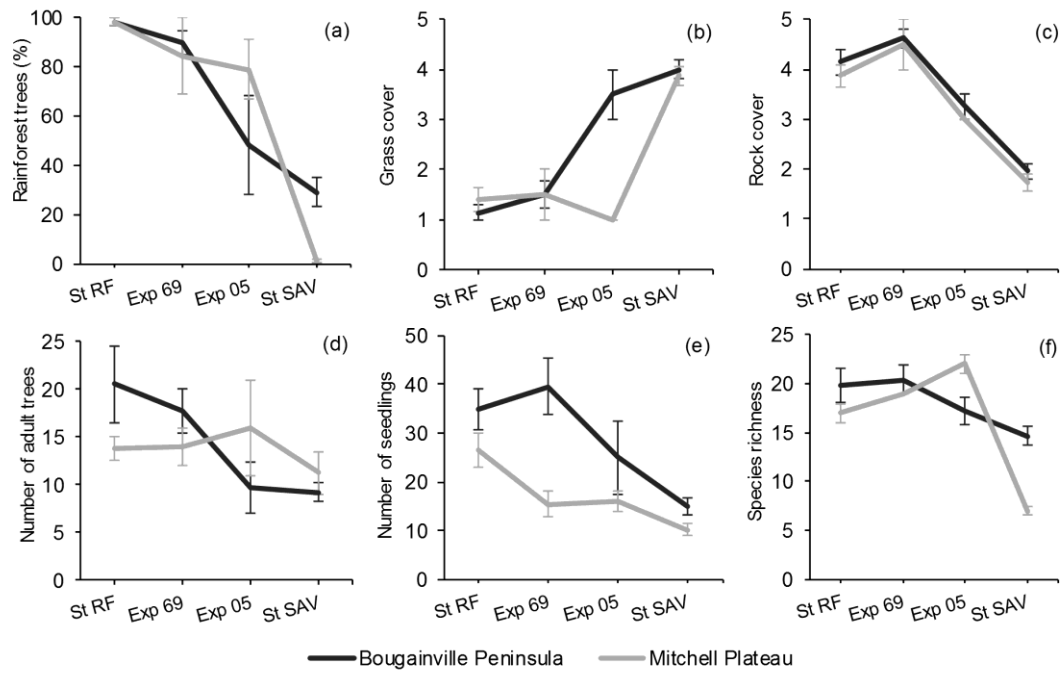 (a)
Rainforest trees (%)
100
80
60
40
20
0
St RF Exp 69 Exp 05 St SAV
(b)
Grass cover
5
4
3
2
1
0
St RF Exp 69 Exp 05 St SAV
(c)
Rock cover
5
4
3
2
1
0
St RF Exp 69 Exp 05 St SAV
(d)
Number of adult trees
25
20
15
10
5
0
St RF Exp 69 Exp 05 St SAV
(e)
Number of seedlings
50
40
30
20
10
0
St RF Exp 69 Exp 05 St SAV
(f)
Species richness
25
20
15
10
5
0
St RF Exp 69 Exp 05 St SAV
Bougainville Peninsula Mitchell Plateau